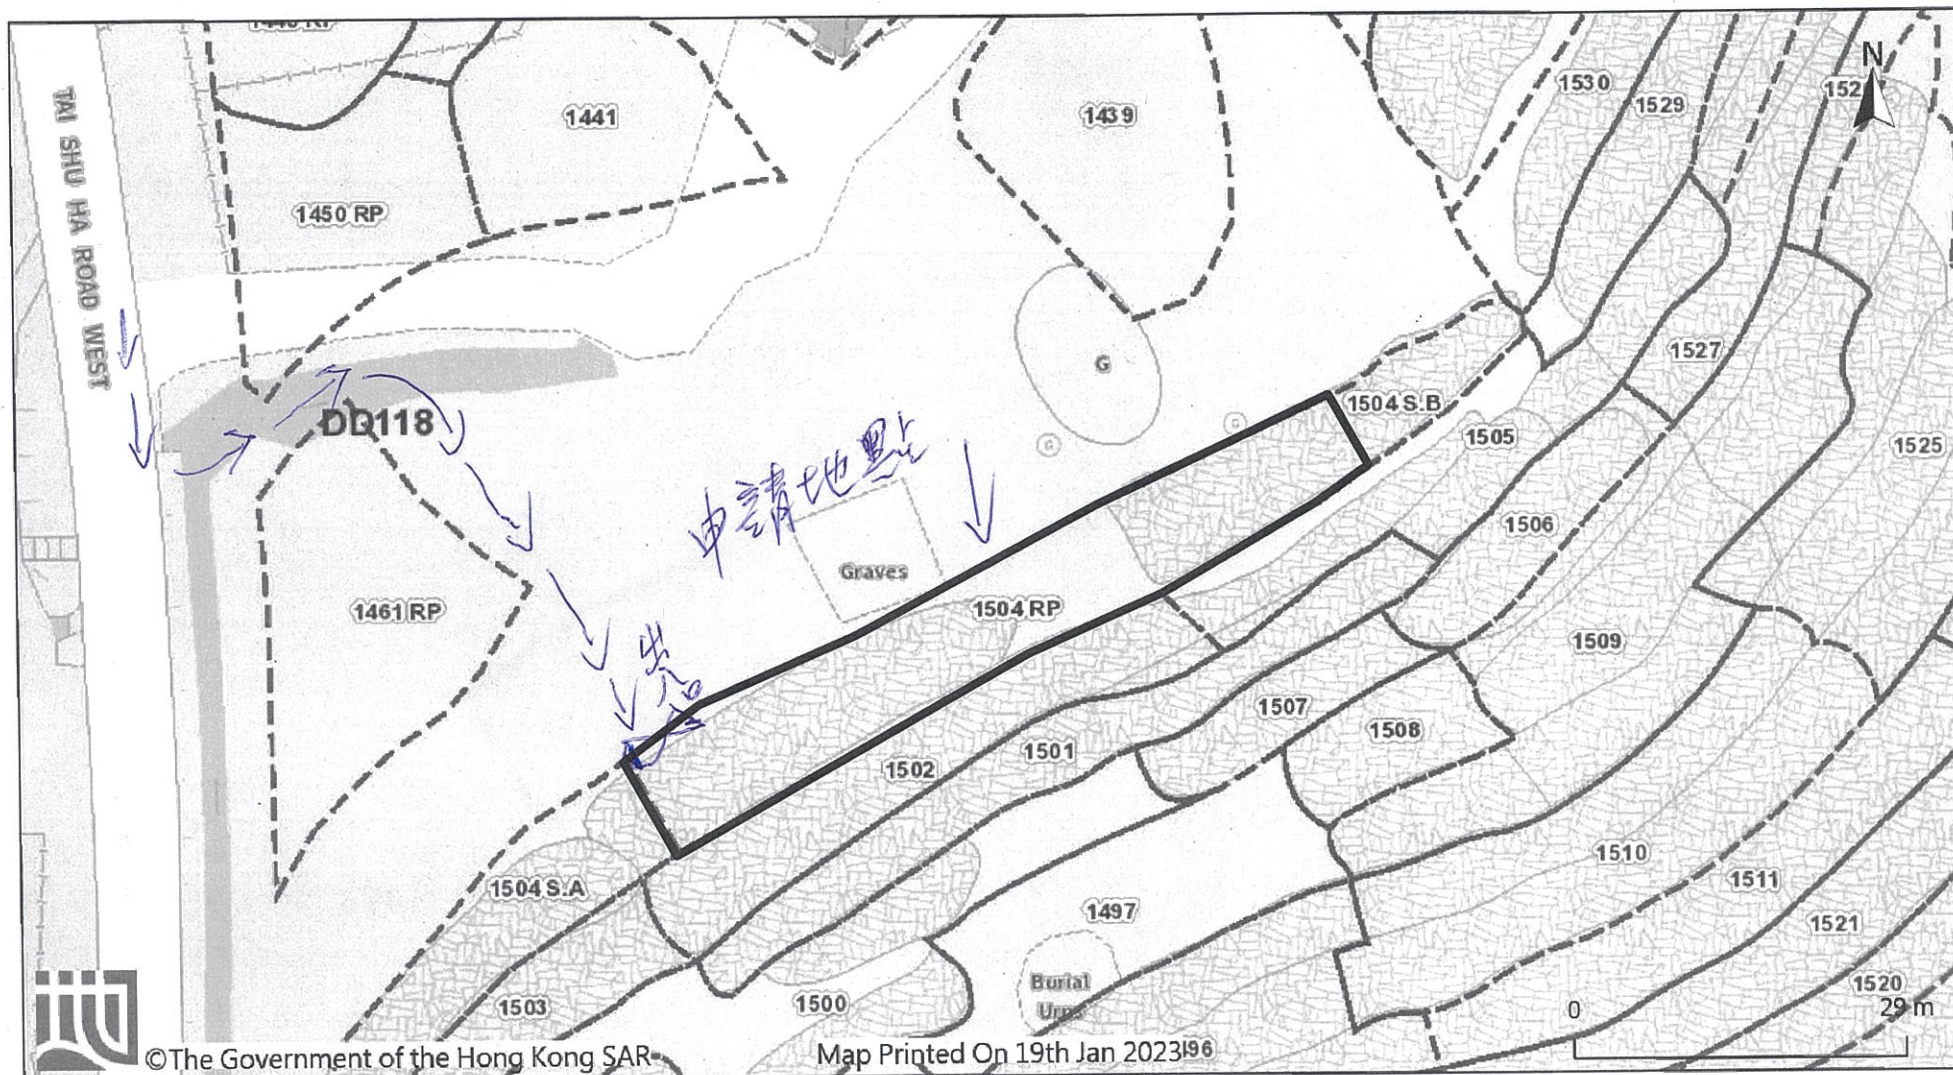 1440 RP
N
1530
1529
1441
1439
TAI SHU HA ROAD WEST
1450 RP
1527
G
1504 S.B
DD118
申請地點
G
G
1505
1525
1506
Graves
1504 RP
1461 RP
1509
出入口
1507
1508
1501
1502
1510
1504 S.A
1511
1497
1521
Burial
Urns
1503
1500
1520
0
29 m
©The Government of the Hong Kong SAR
Map Printed On 19th Jan 2023